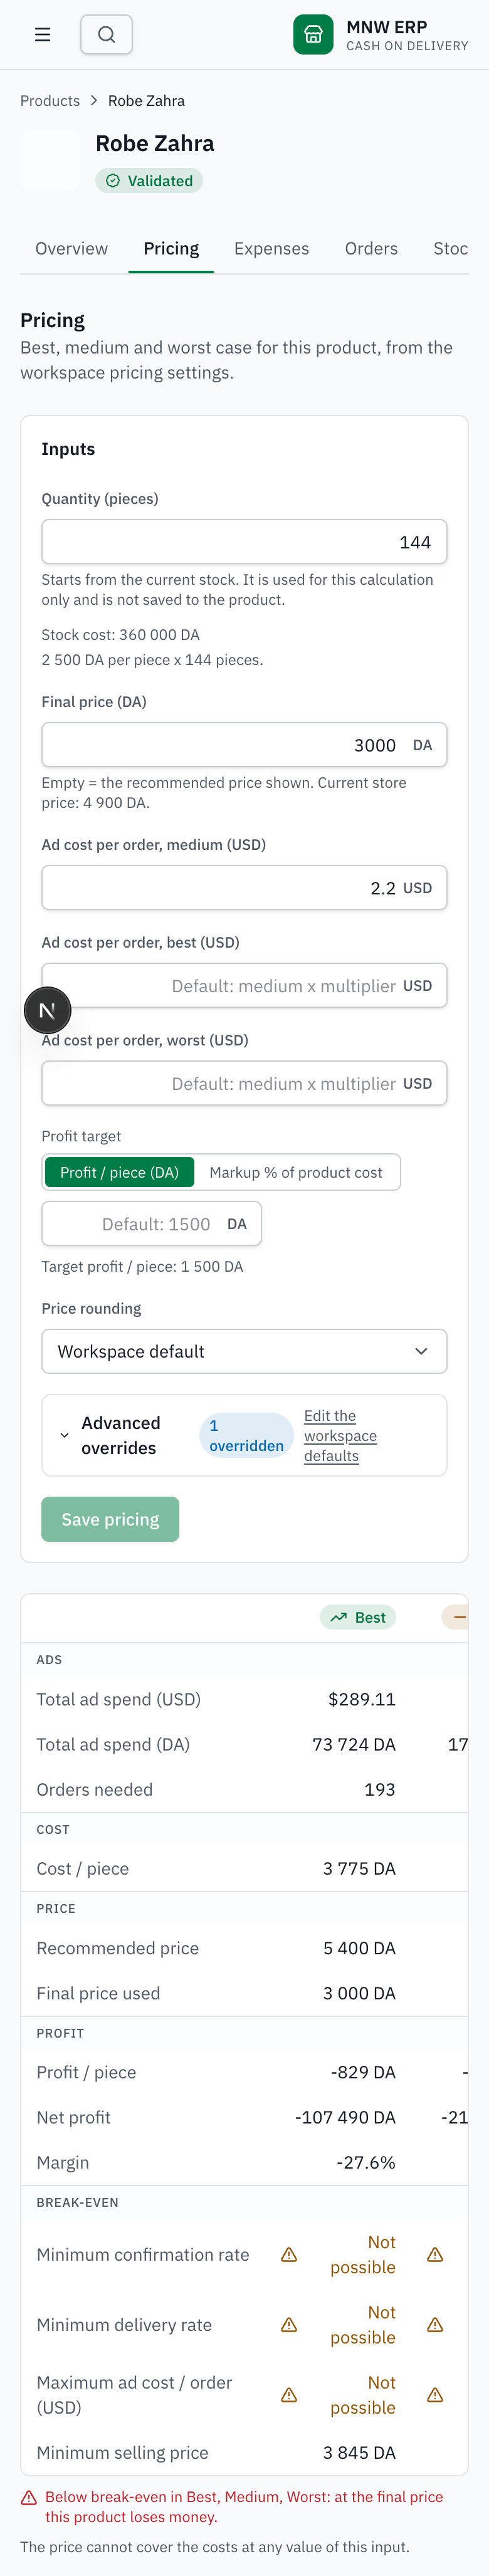 MNW ERP
CASH ON DELIVERY
Products > Robe Zahra
Robe Zahra
Validated
Overview Pricing Expenses Orders Stoc
Pricing
Best, medium and worst case for this product, from the
workspace pricing settings.
Inputs
Quantity (pieces)
144
Starts from the current stock. It is used for this calculation
only and is not saved to the product.
Stock cost: 360 000 DA
2 500 DA per piece x 144 pieces.
Final price (DA)
3000 DA
Empty = the recommended price shown. Current store
price: 4 900 DA.
Ad cost per order, medium (USD)
2.2 USD
Ad cost per order, best (USD)
Default: medium x multiplier USD
N
Ad cost per order, worst (USD)
Default: medium x multiplier USD
Profit target
Profit / piece (DA) Markup % of product cost
Default: 1500 DA
Target profit / piece: 1 500 DA
Price rounding
Workspace default
Advanced
overrides
1
overridden
Edit the
workspace
defaults
Save pricing
Best
ADS
Total ad spend (USD) $289.11
Total ad spend (DA) 73 724 DA 17
Orders needed 193
COST
Cost / piece 3 775 DA
PRICE
Recommended price 5 400 DA
Final price used 3 000 DA
PROFIT
Profit / piece -829 DA -
Net profit -107 490 DA -21
Margin -27.6%
BREAK-EVEN
Minimum confirmation rate Not
possible
Minimum delivery rate Not
possible
Maximum ad cost / order
(USD) Not
possible
Minimum selling price 3 845 DA
Below break-even in Best, Medium, Worst: at the final price
this product loses money.
The price cannot cover the costs at any value of this input.